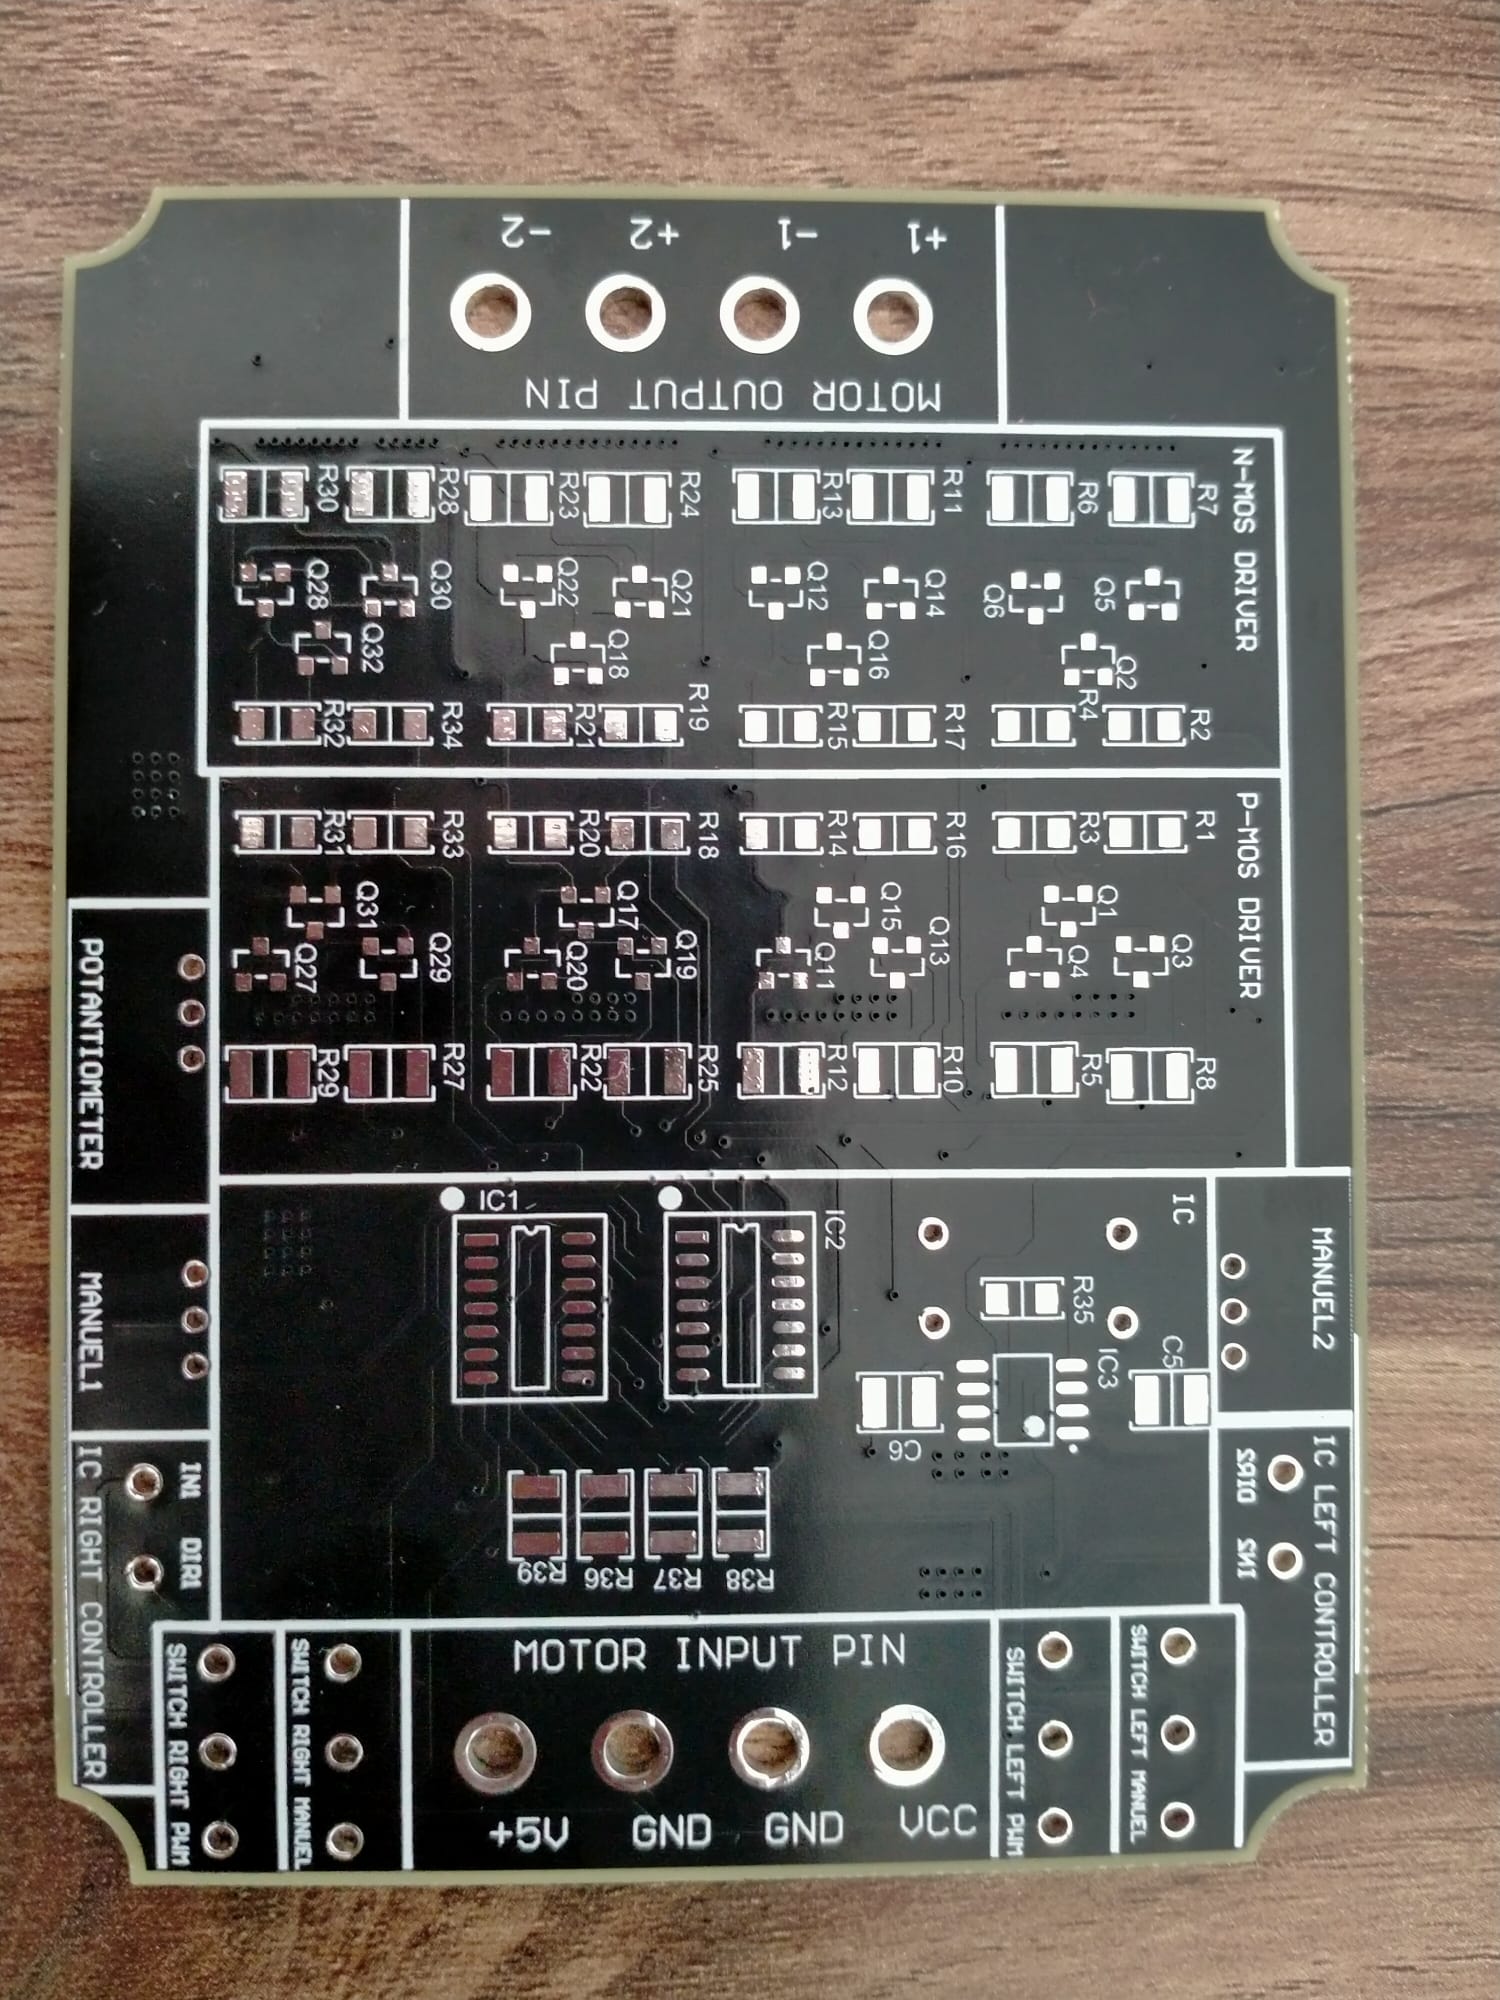 MANUEL2
IC LEFT CONTROLLER
DIR2 IN2
N-MOS DRIVER
P-MOS DRIVER
R7
R2
R1
Q3
R8
IC
C5
SWITCH LEFT MANUEL
Q5
Q2
Q1
IC3
R6
R4
R3
Q4
R5
R35
Q6
SWITCH LEFT PWM
R11
Q14
R17
R16
Q13
R10
VCC
+1
MOTOR OUTPUT PIN
Q16
Q15
C6
MOTOR INPUT PIN
R13
Q12
R15
R14
Q11
R12
IC2
GND
-1
R38
R24
Q21
R19
R18
Q19
R25
R37
GND
+2
Q18
Q17
R36
R23
Q22
R21
R20
Q20
R22
R39
+5V
-2
IC1
R28
Q30
R34
R33
Q29
R27
Q32
Q31
R30
Q28
R32
R31
Q27
R29
SWITCH RIGHT MANUEL
IN1 DIR1
SWITCH RIGHT PWM
POTANTIOMETER
MANUEL1
IC RIGHT CONTROLLER